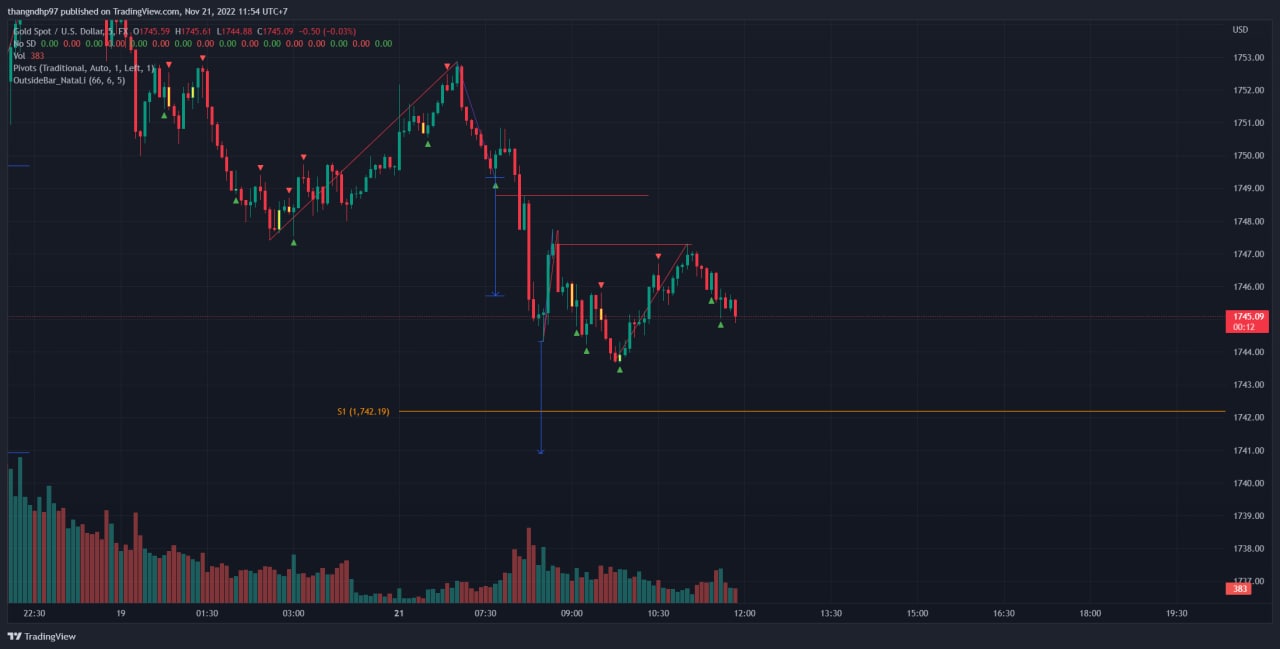 thangndhp97 published on TradingView.com, Nov 21, 2022 11:54 UTC+7
Gold Spot / U.S. Dollar, 5, FX O1745.59 H1745.61 L1744.88 C1745.09 −0.50 (−0.03%)
SD 0.00 0.00 0.00 0.00 0.00 0.00 0.00 0.00 0.00 0.00 0.00 0.00 0.00 0.00 0.00 0.00
Vol 383
Pivots (Traditional, Auto, 1, Left, 1)
OutsideBar_NataLi (66, 6, 5)
USD
1753.00
1752.00
1751.00
1750.00
1749.00
1748.00
1747.00
1746.00
1745.09
00:12
1744.00
1743.00
S1 (1,742.19)
1742.00
1741.00
1740.00
1739.00
1738.00
1737.00
383
22:30 19 01:30 03:00 21 07:30 09:00 10:30 12:00 13:30 15:00 16:30 18:00 19:30
TradingView